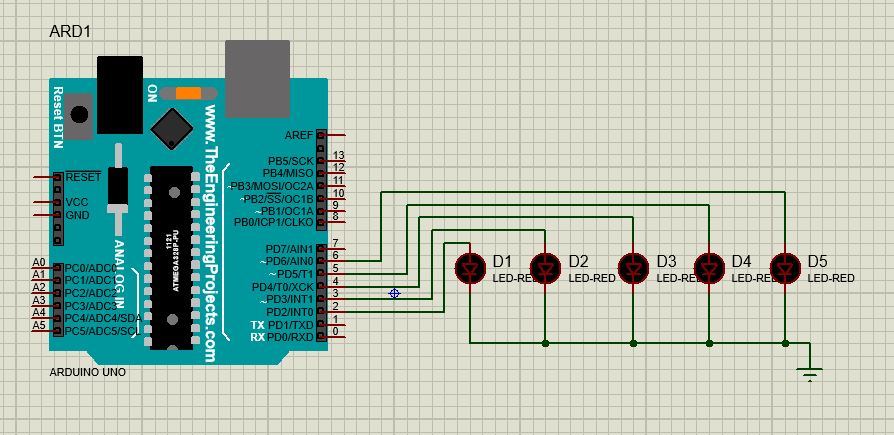 ARD1
ON
Reset BTN
www.TheEngineeringProjects.com
1121
ATMEGA328P-PU
ANALOG IN
RESET
VCC
GND
A0 PC0/ADC0
A1 PC1/ADC1
A2 PC2/ADC2
A3 PC3/ADC3
A4 PC4/ADC4/SDA
A5 PC5/ADC5/SCL
AREF
PB5/SCK 13
PB4/MISO 12
~PB3/MOSI/OC2A 11
~PB2/SS/OC1B 10
~PB1/OC1A 9
PB0/ICP1/CLKO 8
PD7/AIN1 7
~PD6/AIN0 6
~PD5/T1 5
PD4/T0/XCK 4
~PD3/INT1 3
PD2/INT0 2
TX PD1/TXD 1
RX PD0/RXD 0
ARDUINO UNO
D1
LED-RED
D2
LED-RED
D3
LED-RED
D4
LED-RED
D5
LED-RED